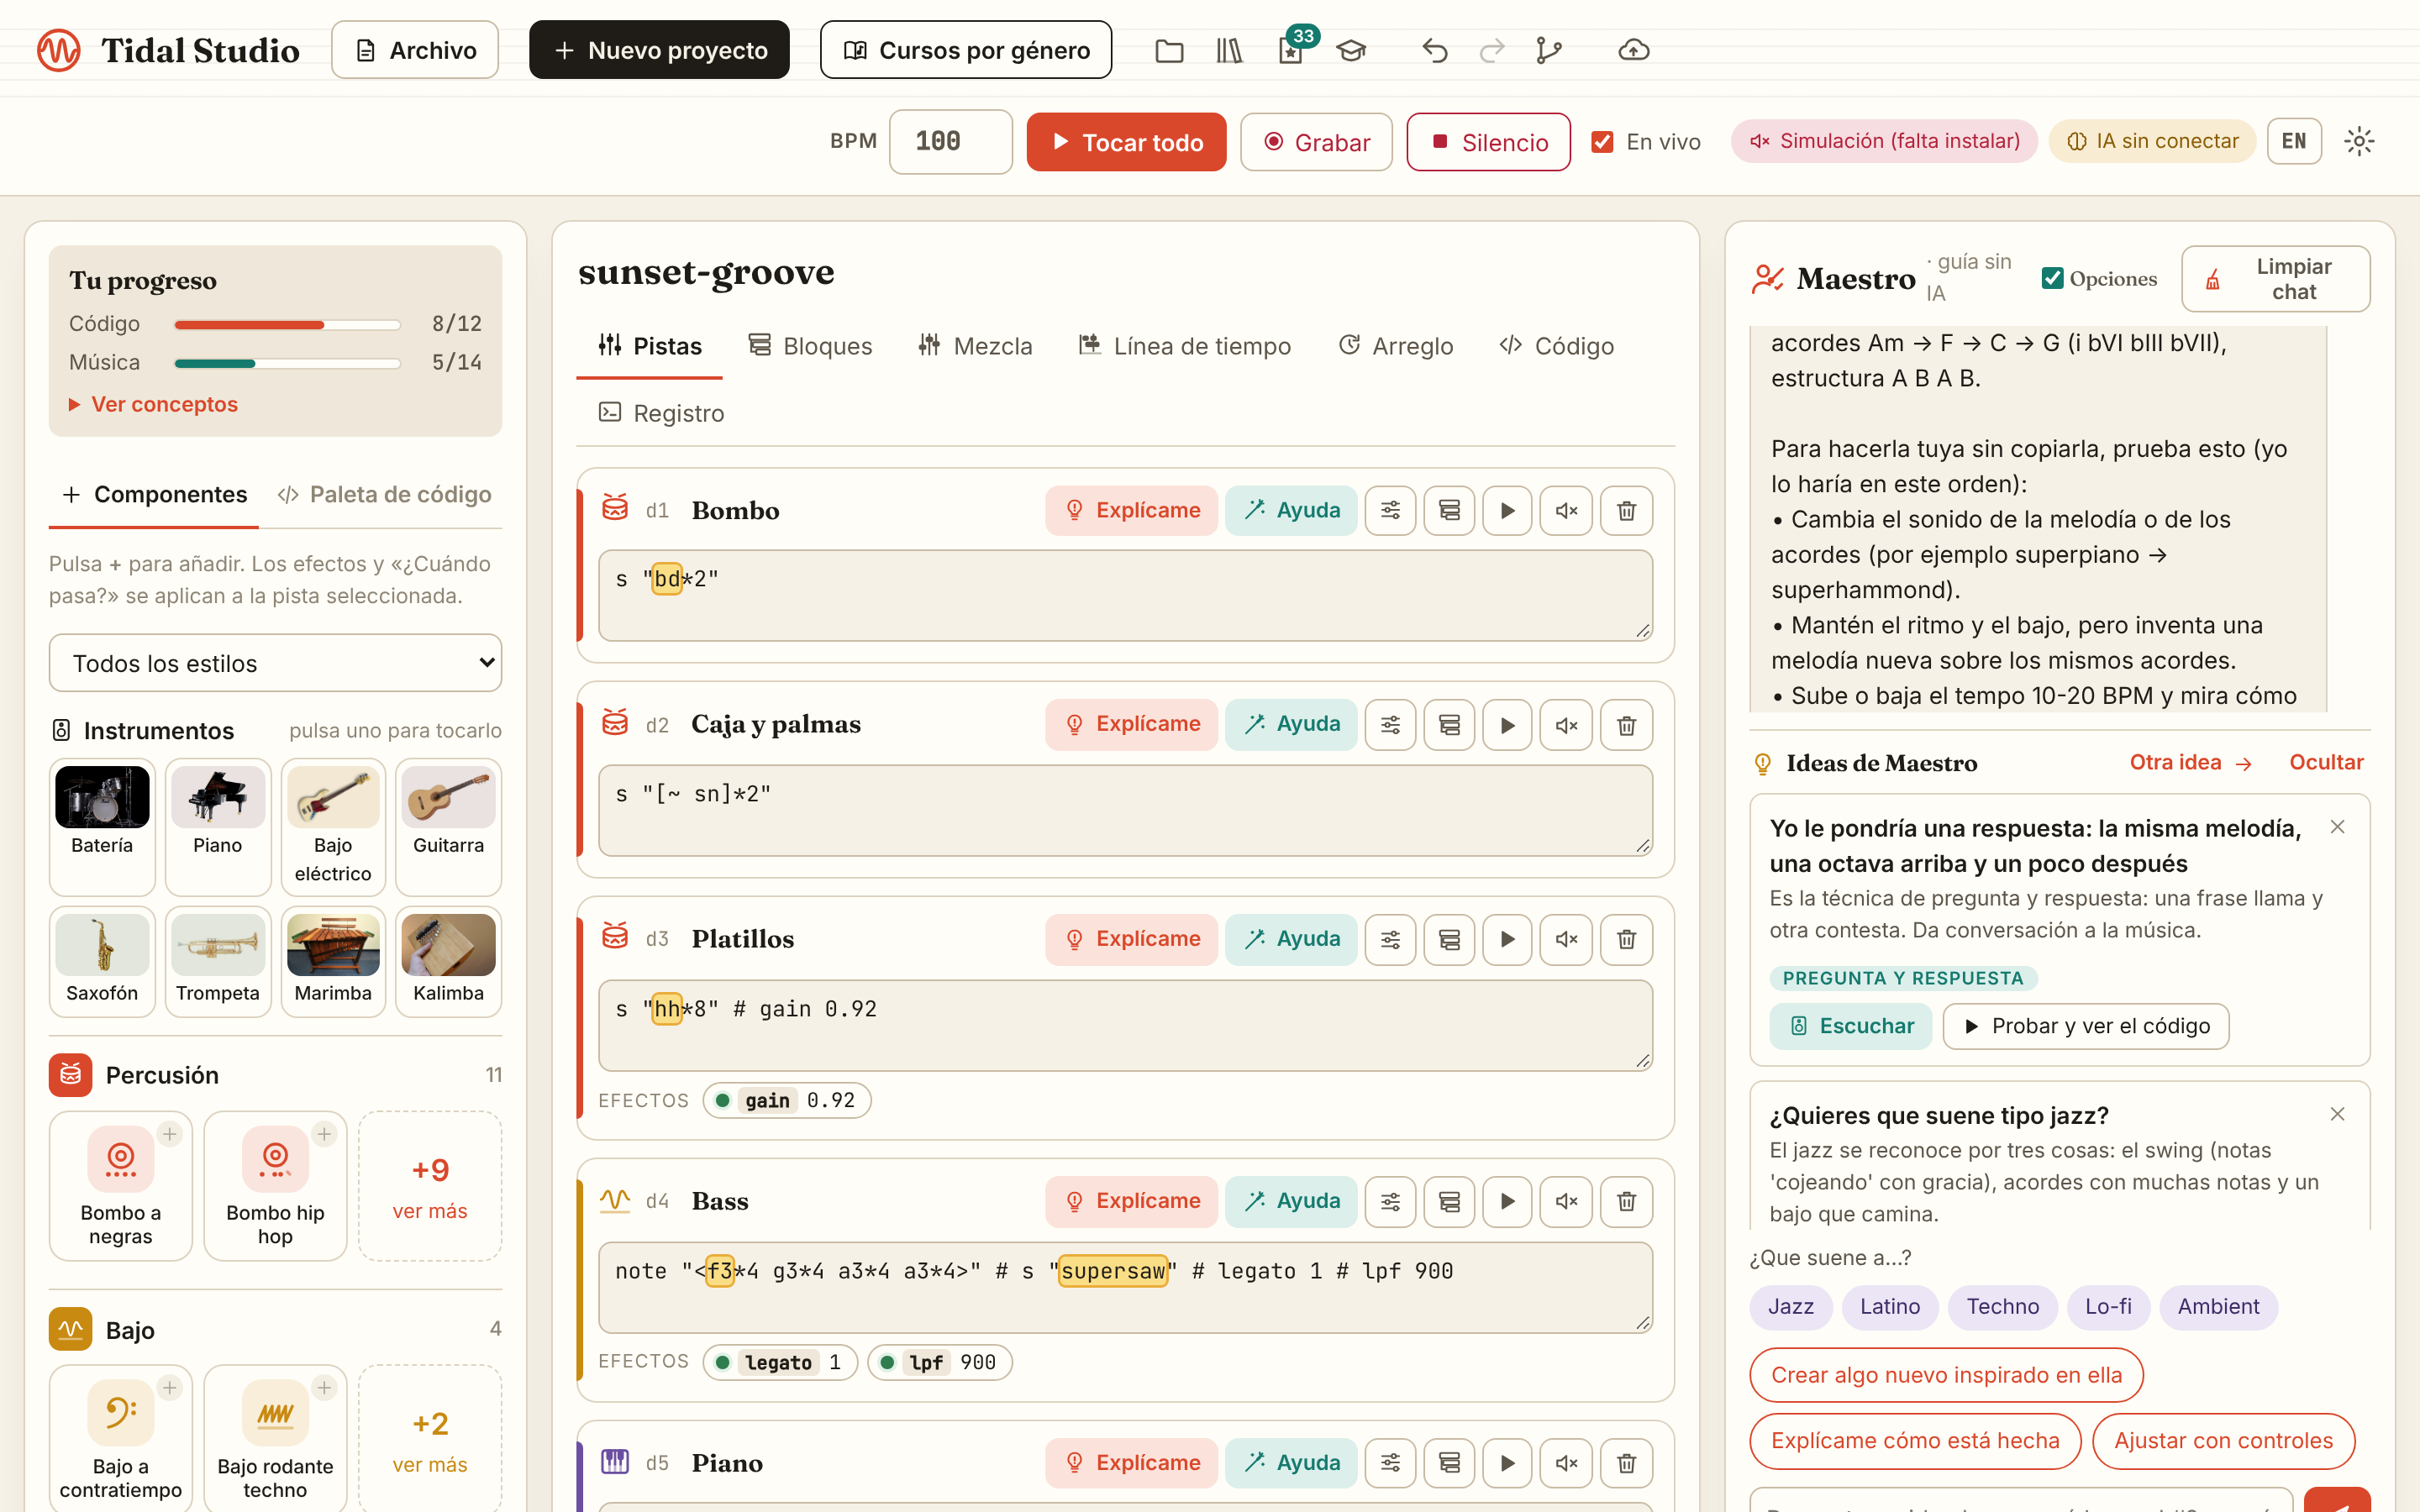 Tidal Studio
Archivo
+ Nuevo proyecto
Cursos por género
33
BPM
100
Tocar todo
Grabar
Silencio
En vivo
Simulación (falta instalar)
IA sin conectar
EN
Tu progreso
Código
8/12
Música
5/14
Ver conceptos
+ Componentes
Paleta de código
Pulsa + para añadir. Los efectos y «¿Cuándo
pasa?» se aplican a la pista seleccionada.
Todos los estilos
Instrumentos
pulsa uno para tocarlo
Batería
Piano
Bajo
eléctrico
Guitarra
Saxofón
Trompeta
Marimba
Kalimba
Percusión
11
Bombo a
negras
Bombo hip
hop
+9
ver más
Bajo
4
Bajo a
contratiempo
Bajo rodante
techno
+2
ver más
sunset-groove
Pistas
Bloques
Mezcla
Línea de tiempo
Arreglo
Código
Registro
d1 Bombo
Explícame
Ayuda
s "bd*2"
d2 Caja y palmas
Explícame
Ayuda
s "[~ sn]*2"
d3 Platillos
Explícame
Ayuda
s "hh*8" # gain 0.92
EFECTOS
gain 0.92
d4 Bass
Explícame
Ayuda
note "<f3*4 g3*4 a3*4 a3*4>" # s "supersaw" # legato 1 # lpf 900
EFECTOS
legato 1
lpf 900
d5 Piano
Explícame
Ayuda
Maestro
· guía sin
IA
Opciones
Limpiar
chat
acordes Am → F → C → G (i bVI bIII bVII),
estructura A B A B.
Para hacerla tuya sin copiarla, prueba esto (yo
lo haría en este orden):
• Cambia el sonido de la melodía o de los
acordes (por ejemplo superpiano →
superhammond).
• Mantén el ritmo y el bajo, pero inventa una
melodía nueva sobre los mismos acordes.
• Sube o baja el tempo 10-20 BPM y mira cómo
Ideas de Maestro
Otra idea →
Ocultar
Yo le pondría una respuesta: la misma melodía,
una octava arriba y un poco después
Es la técnica de pregunta y respuesta: una frase llama y
otra contesta. Da conversación a la música.
PREGUNTA Y RESPUESTA
Escuchar
Probar y ver el código
¿Quieres que suene tipo jazz?
El jazz se reconoce por tres cosas: el swing (notas
'cojeando' con gracia), acordes con muchas notas y un
bajo que camina.
¿Que suene a...?
Jazz
Latino
Techno
Lo-fi
Ambient
Crear algo nuevo inspirado en ella
Explícame cómo está hecha
Ajustar con controles